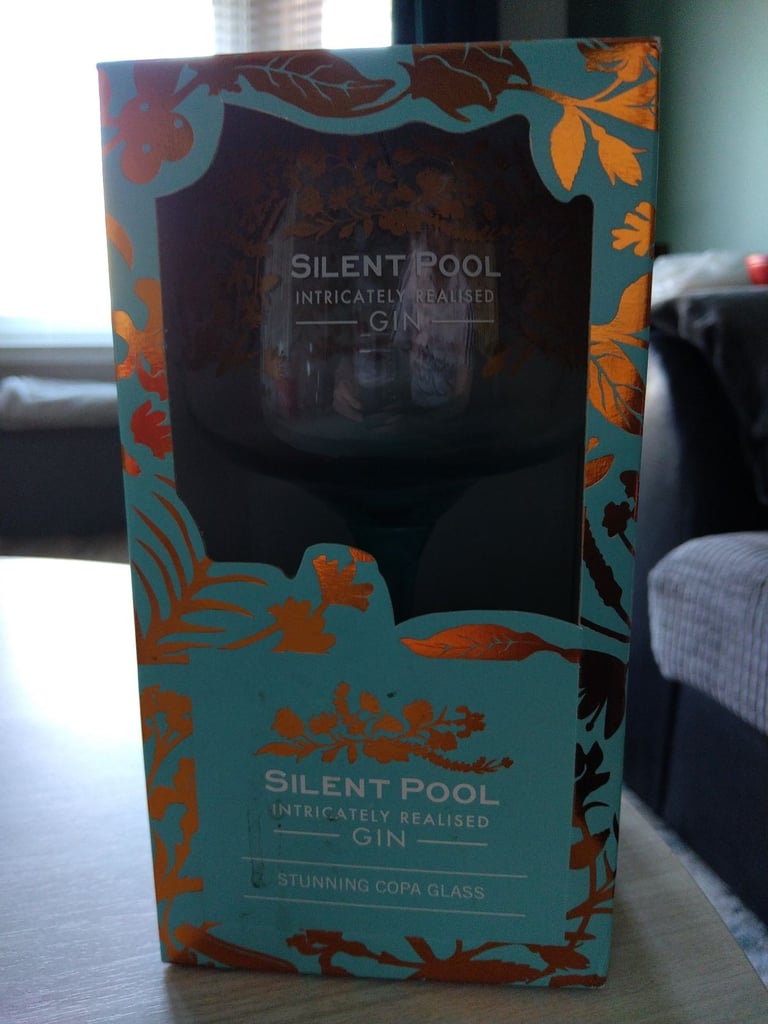 SILENT POOL
INTRICATELY REALISED
GIN
SILENT POOL
INTRICATELY REALISED
GIN
STUNNING COPA GLASS